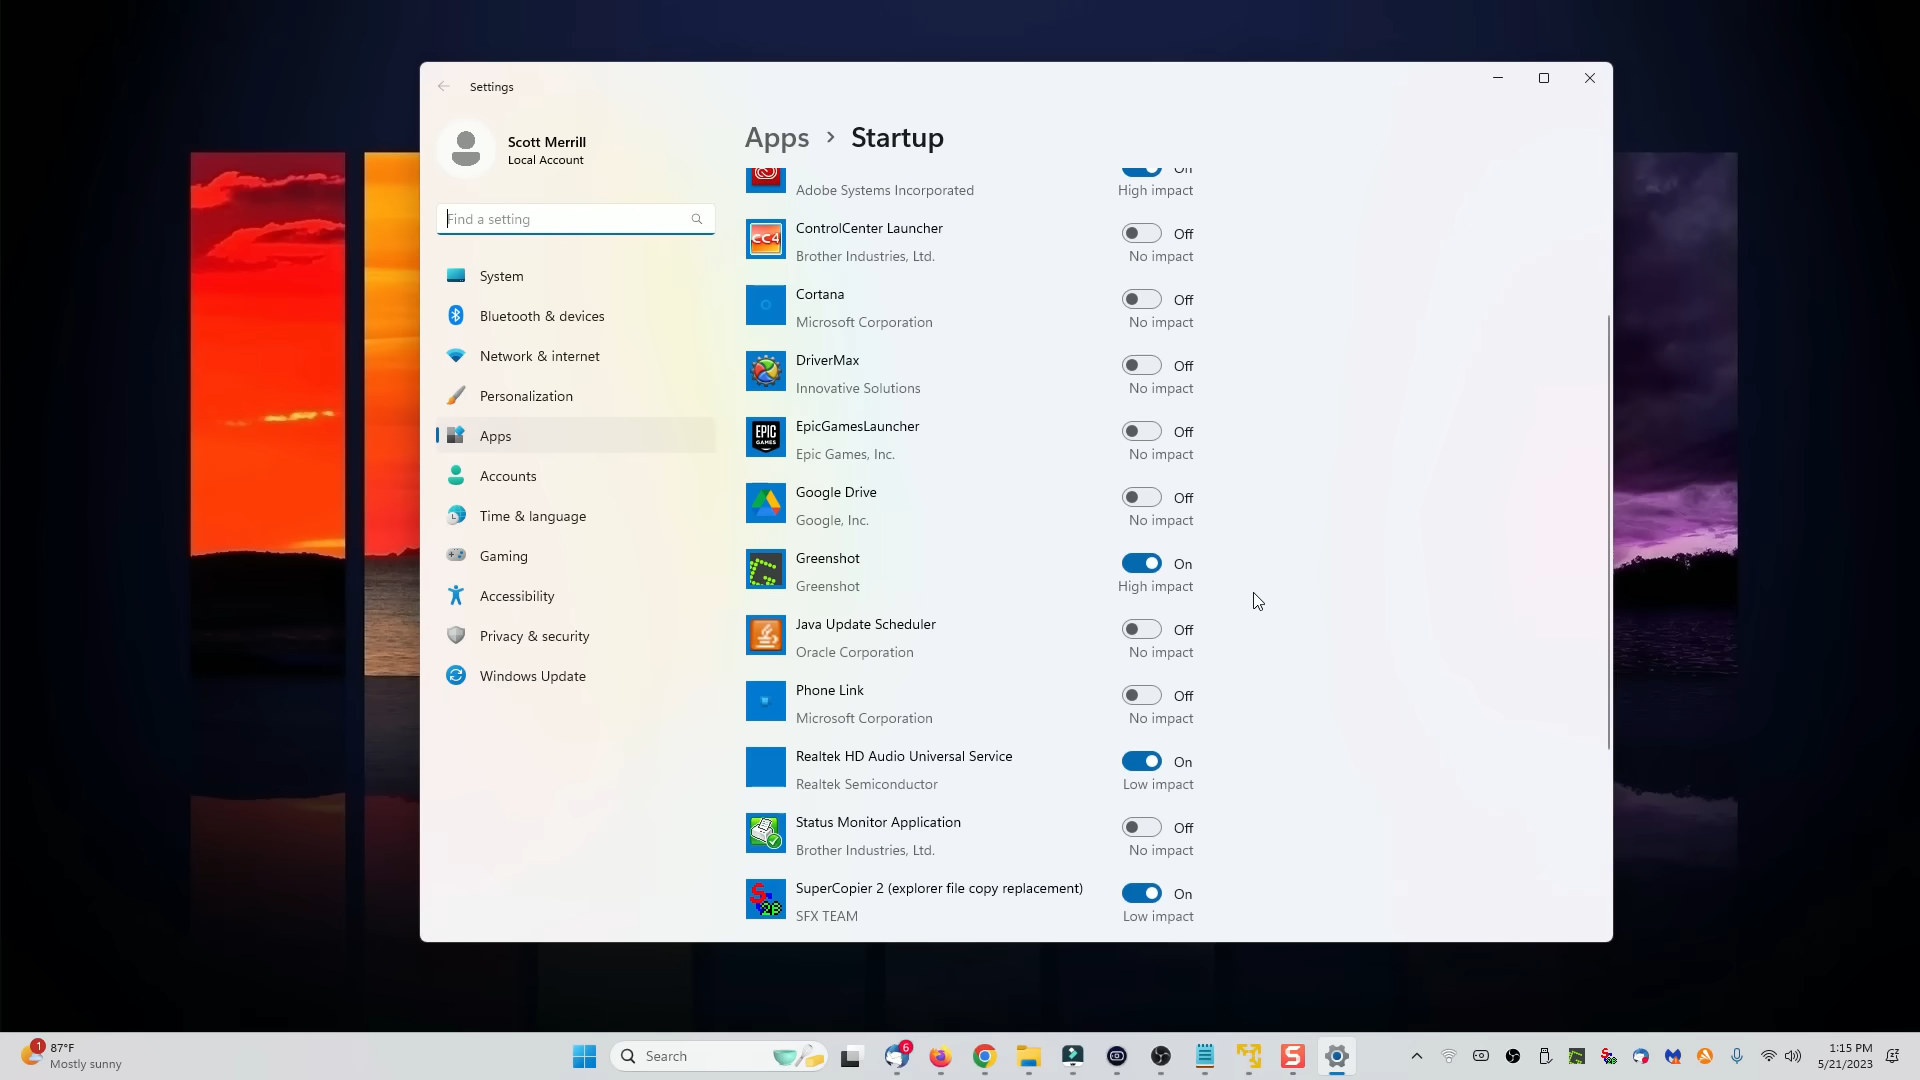 Settings
Scott Merrill
Local Account
Find a setting
System
Bluetooth & devices
Network & internet
Personalization
Apps
Accounts
Time & language
Gaming
Accessibility
Privacy & security
Windows Update
Apps > Startup
Adobe Systems Incorporated
High impact
CC4
ControlCenter Launcher
Off
Brother Industries, Ltd.
No impact
Cortana
Off
Microsoft Corporation
No impact
DriverMax
Off
Innovative Solutions
No impact
EPIC
GAMES
EpicGamesLauncher
Off
Epic Games, Inc.
No impact
Google Drive
Off
Google, Inc.
No impact
Greenshot
On
Greenshot
High impact
Java Update Scheduler
Off
Oracle Corporation
No impact
Phone Link
Off
Microsoft Corporation
No impact
Realtek HD Audio Universal Service
On
Realtek Semiconductor
Low impact
Status Monitor Application
Off
Brother Industries, Ltd.
No impact
SuperCopier 2 (explorer file copy replacement)
On
SFX TEAM
Low impact
1
87°F
Mostly sunny
Search
6
S
1:15 PM
5/21/2023